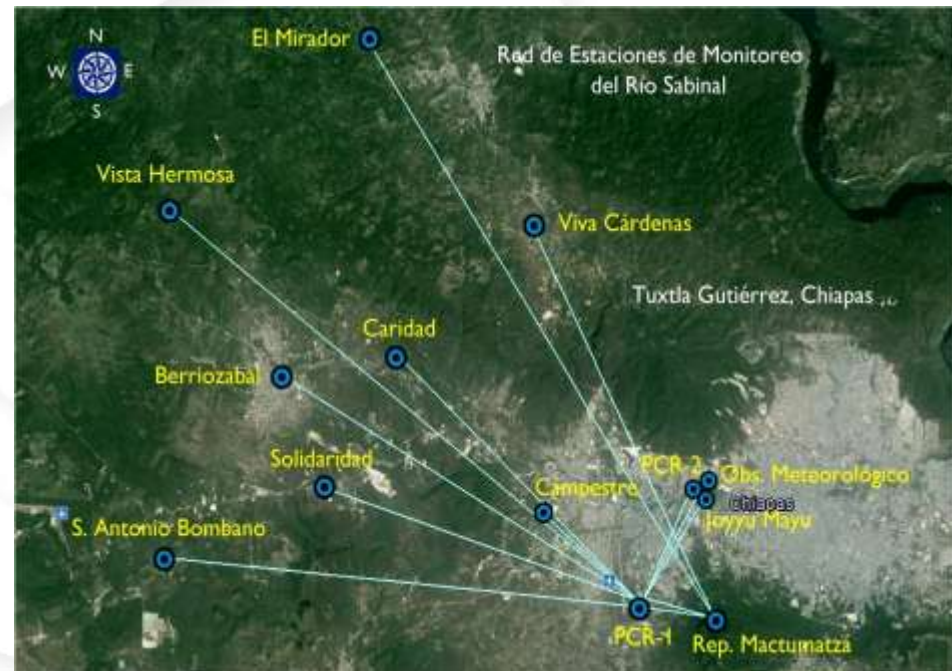 El Mirador
Red de Estaciones de Monitoreo
del Río Sabinal
N
W E
S
Vista Hermosa
Viva Cárdenas
Tuxtla Gutiérrez, Chiapas
Caridad
Berriozabal
Solidaridad
PCR-2
Obs. Meteorológico
Campestre
Chiapas
Joyyu Mayu
S. Antonio Bombano
PCR-1
Rep. Mactumatzá